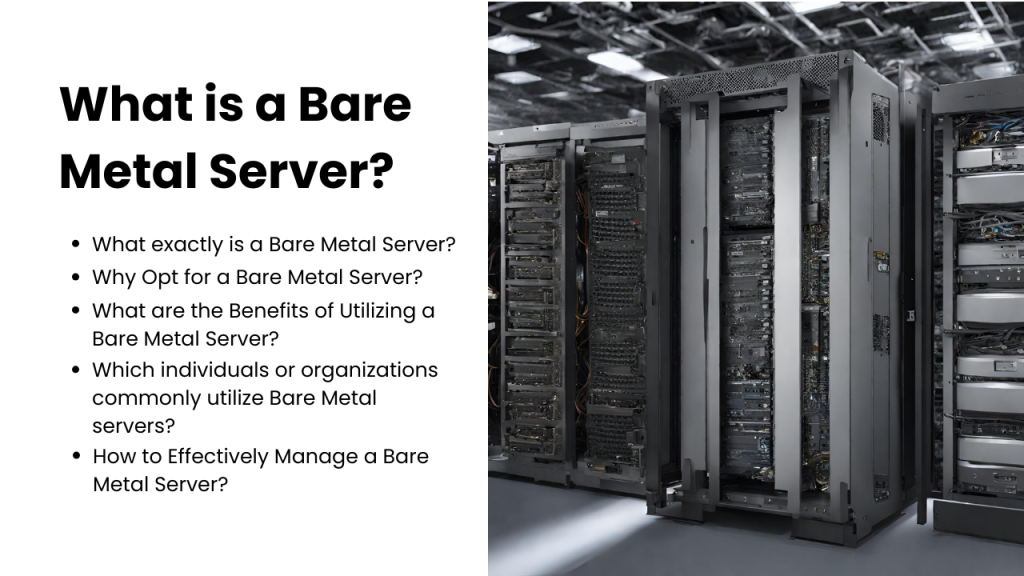 What is a Bare
Metal Server?
• What exactly is a Bare Metal Server?
• Why Opt for a Bare Metal Server?
• What are the Benefits of Utilizing a
Bare Metal Server?
• Which individuals or organizations
commonly utilize Bare Metal
servers?
• How to Effectively Manage a Bare
Metal Server?